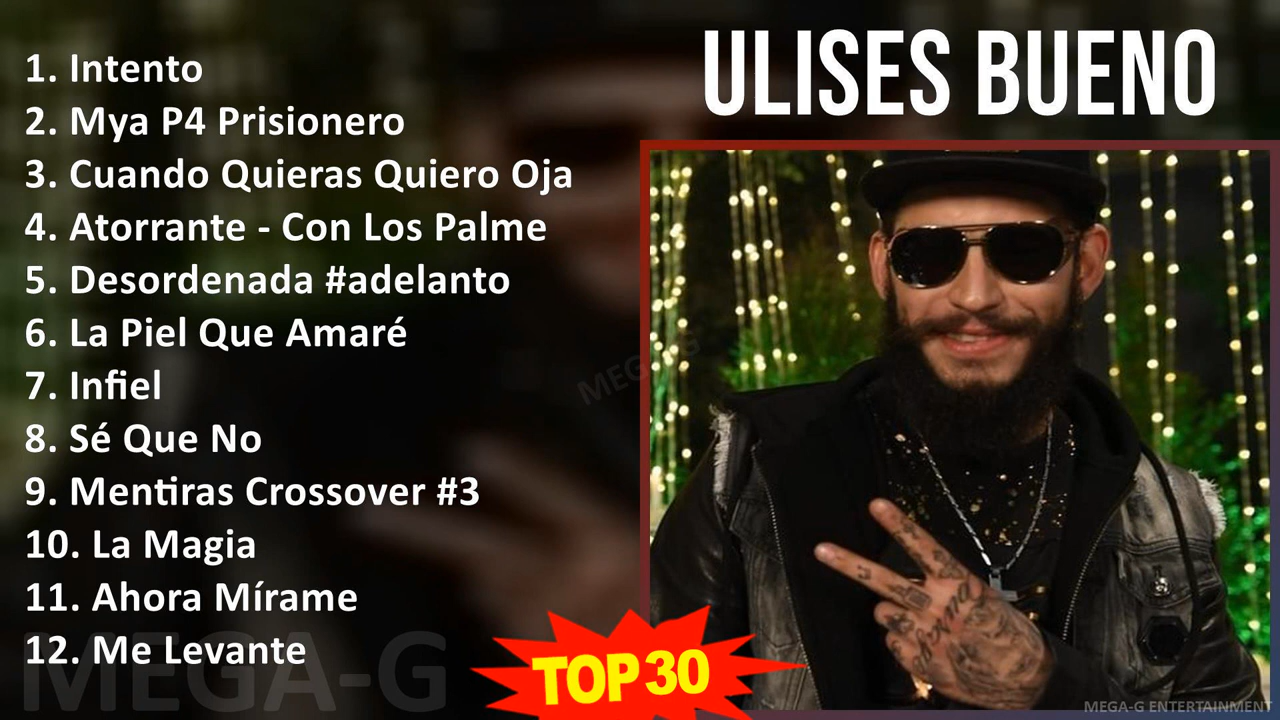 ULISES BUENO
1. Intento
2. Mya P4 Prisionero
3. Cuando Quieras Quiero Oja
4. Atorrante - Con Los Palme
5. Desordenada #adelanto
6. La Piel Que Amaré
7. Infiel
8. Sé Que No
9. Mentiras Crossover #3
10. La Magia
11. Ahora Mírame
12. Me Levante
TOP 30
MEGA-G
MEGA-G
MEGA-G ENTERTAINMENT